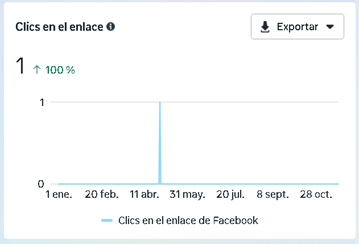 Clics en el enlace
Exportar
1 ↑ 100 %
1
0
1 ene. 20 feb. 11 abr. 31 may. 20 jul. 8 sept. 28 oct.
Clics en el enlace de Facebook